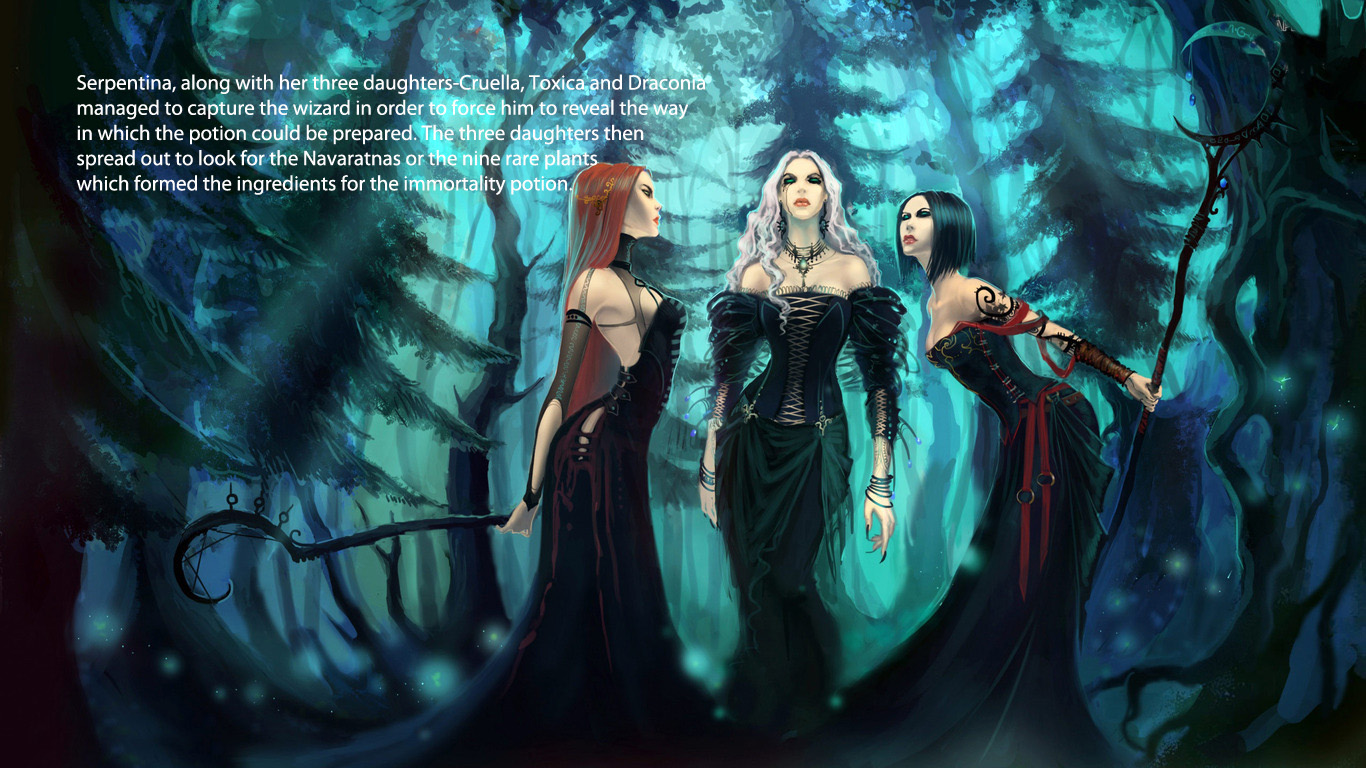 Serpentina, along with her three daughters-Cruella, Toxica and Draconia
managed to capture the wizard in order to force him to reveal the way
in which the potion could be prepared. The three daughters then
spread out to look for the Navaratnas or the nine rare plants
which formed the ingredients for the immortality potion.